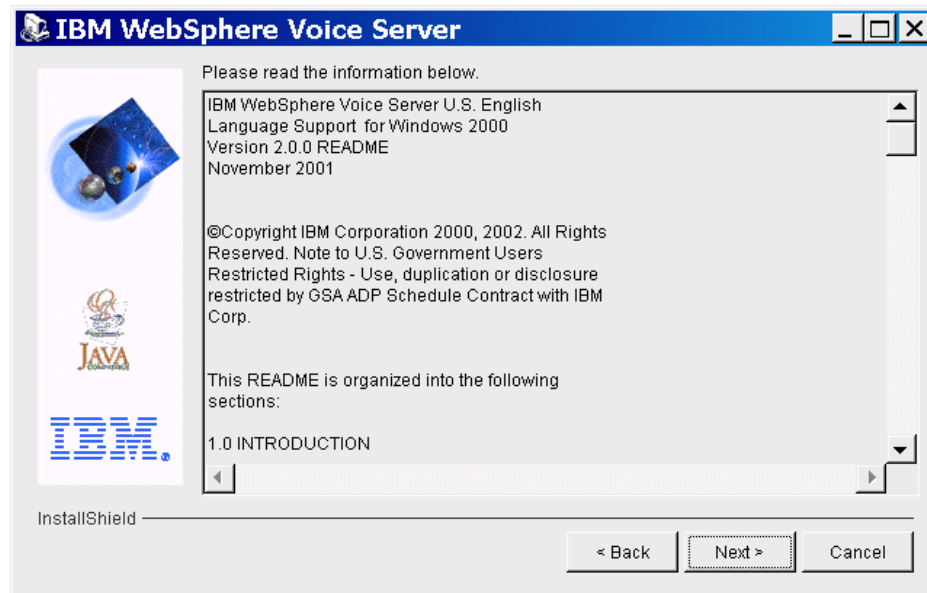 IBM WebSphere Voice Server
Please read the information below.
IBM WebSphere Voice Server U.S. English
Language Support for Windows 2000
Version 2.0.0 README
November 2001
©Copyright IBM Corporation 2000, 2002. All Rights
Reserved. Note to U.S. Government Users
Restricted Rights - Use, duplication or disclosure
restricted by GSA ADP Schedule Contract with IBM
Corp.
This README is organized into the following
sections:
1.0 INTRODUCTION
JAVA
COMPATIBLE
IBM.
InstallShield
< Back
Next >
Cancel